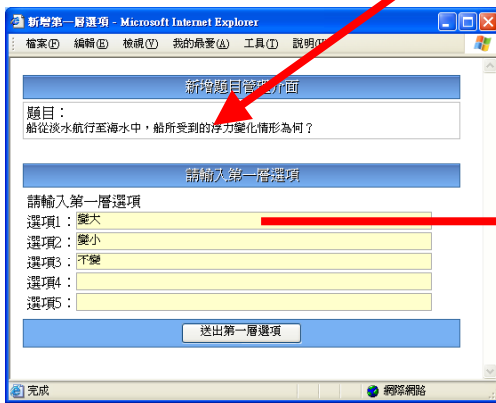 新增第一層選項 - Microsoft Internet Explorer
檔案(F) 編輯(E) 檢視(V) 我的最愛(A) 工具(T) 說明
新增題目管理介面
題目：
船從淡水航行至海水中，船所受到的浮力變化情形為何？
請輸入第一層選項
請輸入第一層選項
選項1：變大
選項2：變小
選項3：不變
選項4：
選項5：
送出第一層選項
完成 網際網路